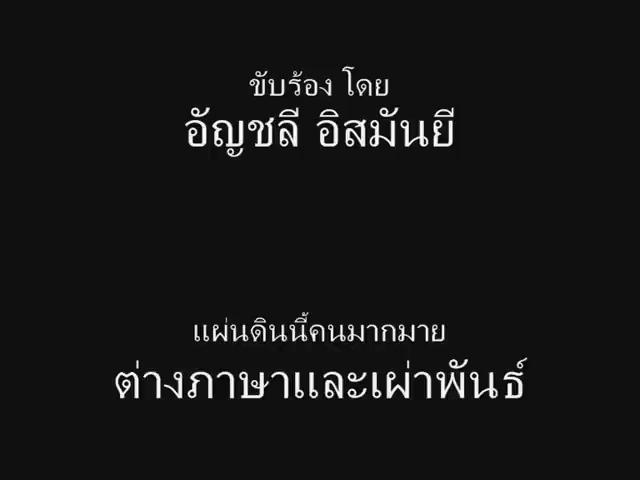 ขับร้อง โดย
อัญชลี อิสมันยี
แผ่นดินนี้คนมากมาย
ต่างภาษาและเผ่าพันธ์